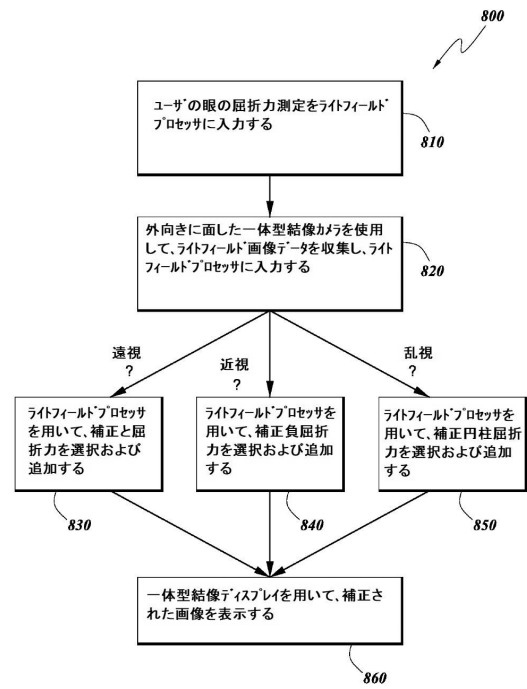 800
ユーザの眼の屈折力測定をライトフィールド
プロセッサに入力する
810
外向きに面した一体型結像カメラを使用
して、ライトフィールド画像データを収集し、ライト
フィールドプロセッサに入力する
820
遠視
?
近視
?
乱視
?
ライトフィールドプロセッサ
を用いて、補正と屈
折力を選択および
追加する
830
ライトフィールドプロセッサを
用いて、補正負屈折
力を選択および追加
する
840
ライトフィールドプロセッサを
用いて、補正円柱屈折
力を選択および追加
する
850
一体型結像ディスプレイを用いて、補正さ
れた画像を表示する
860